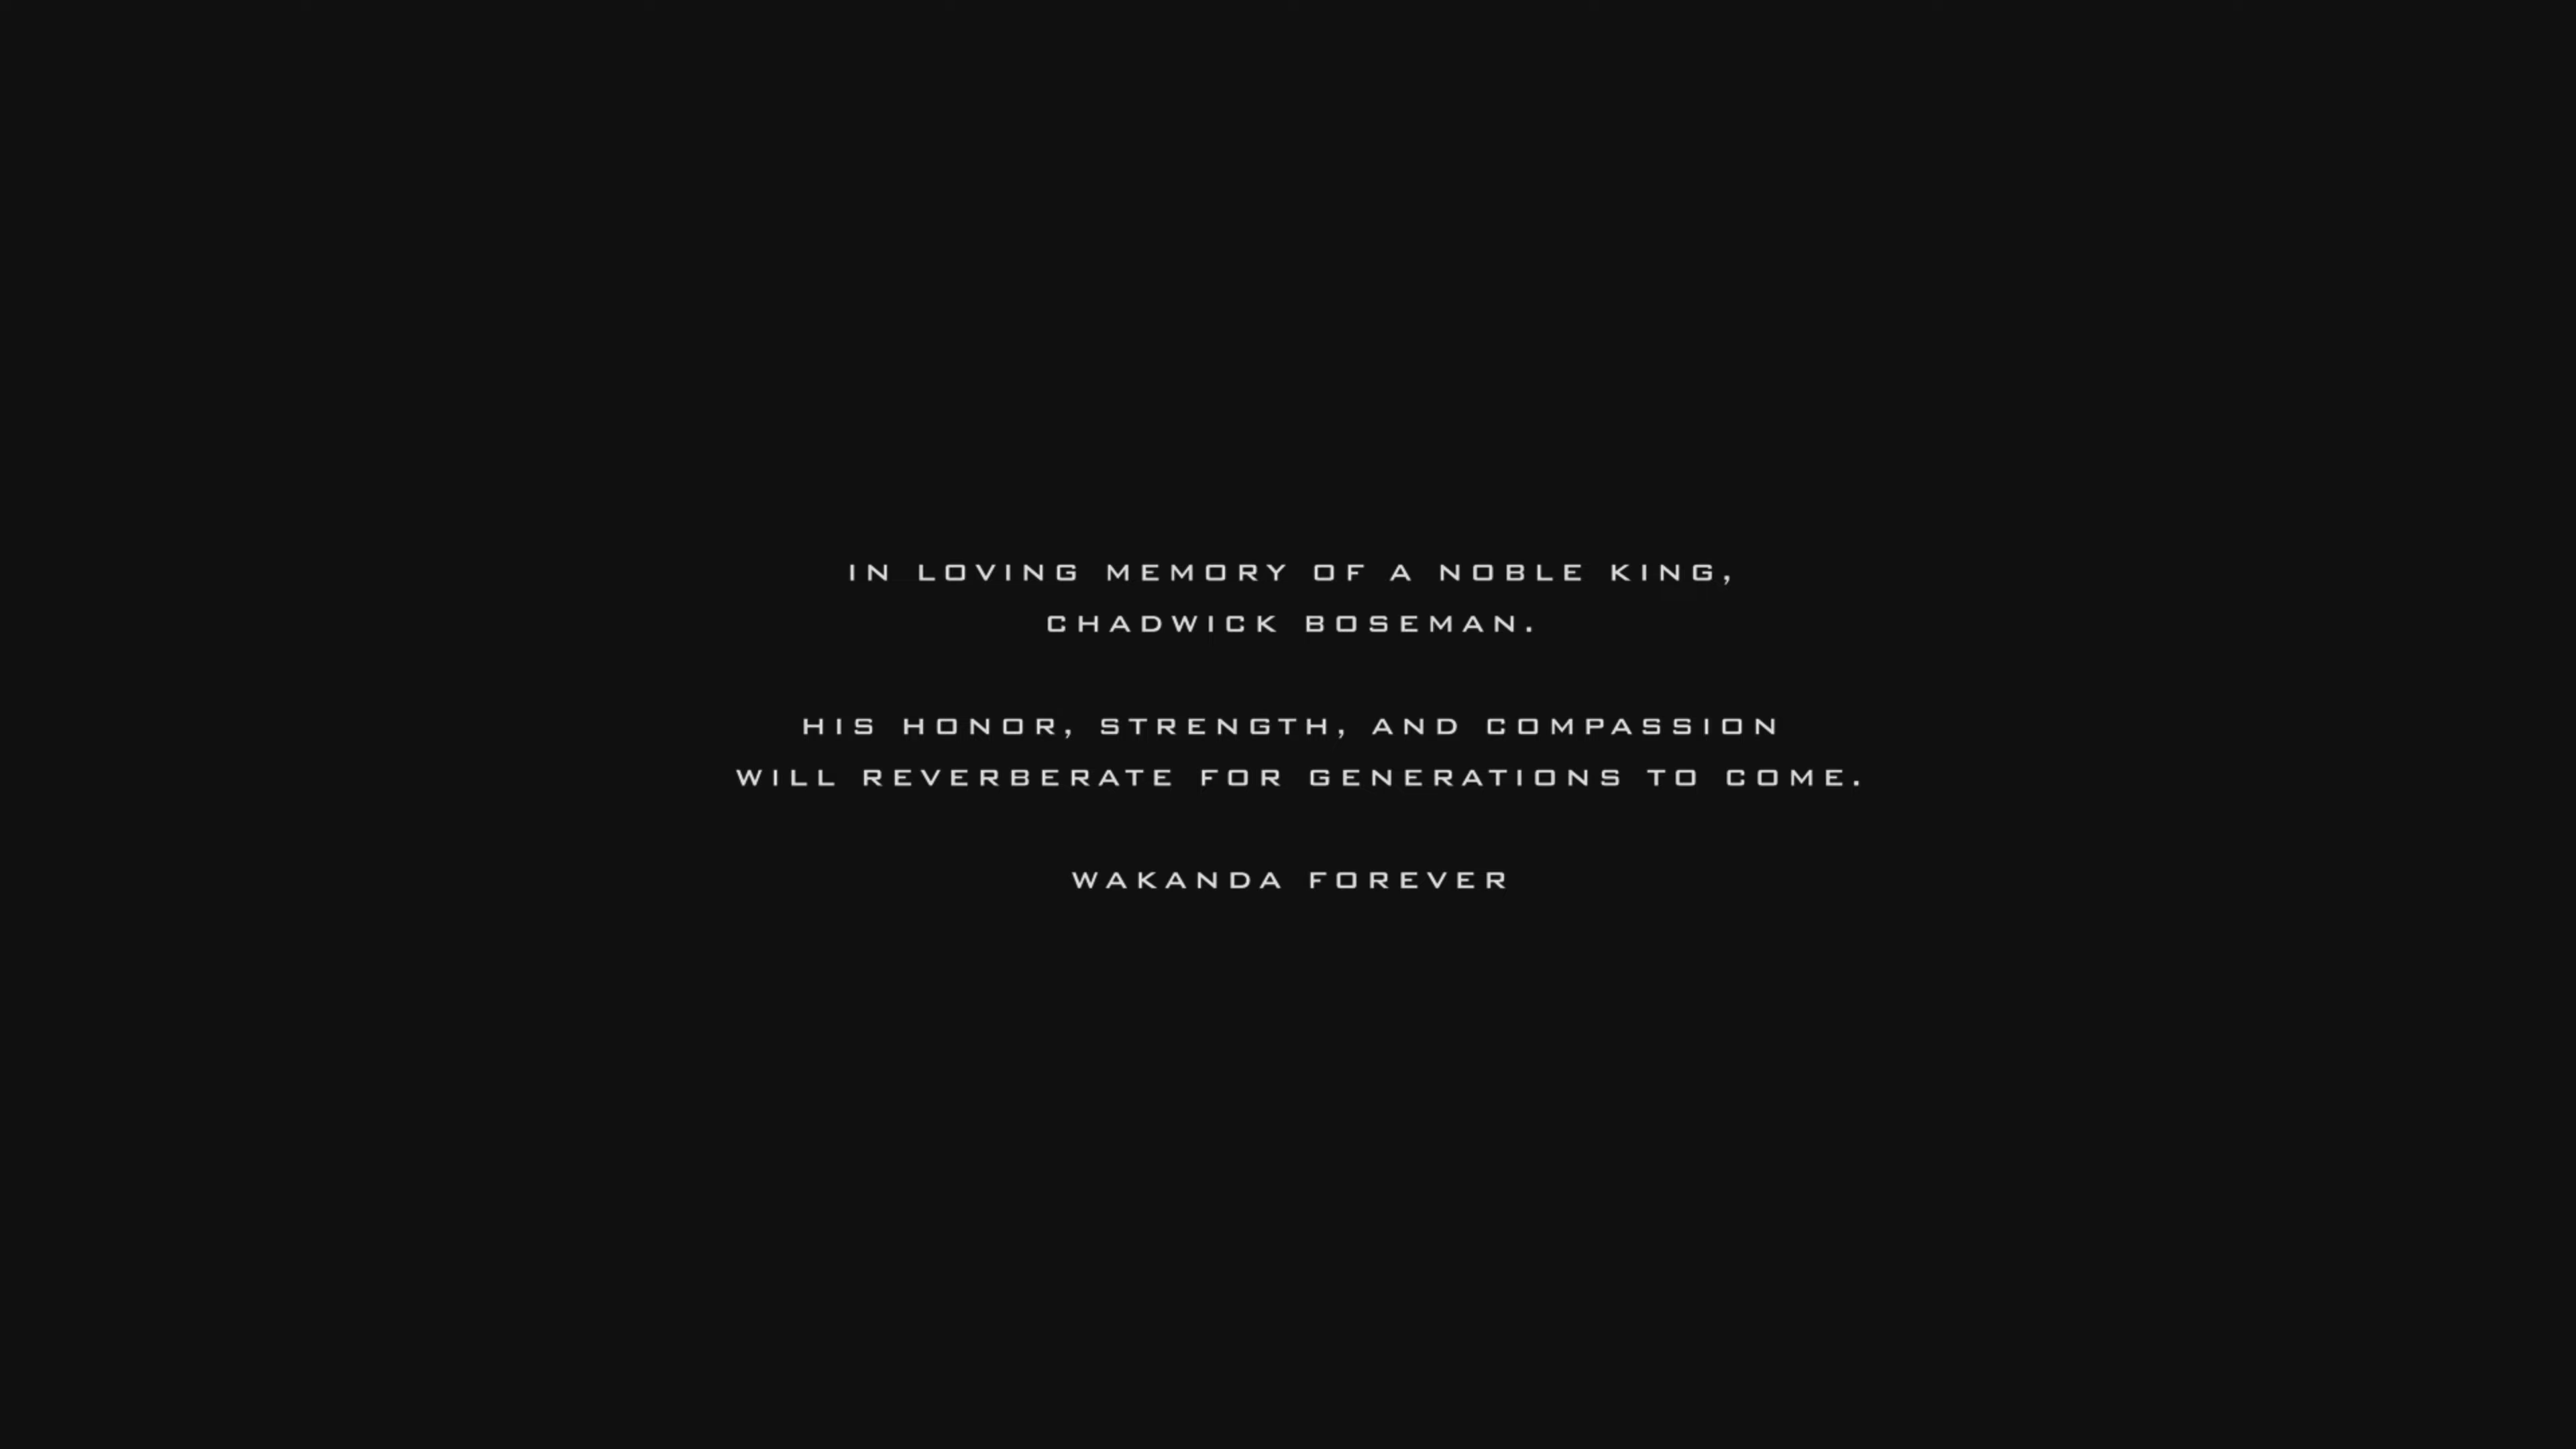 IN LOVING MEMORY OF A NOBLE KING,
CHADWICK BOSEMAN.
HIS HONOR, STRENGTH, AND COMPASSION
WILL REVERBERATE FOR GENERATIONS TO COME.
WAKANDA FOREVER